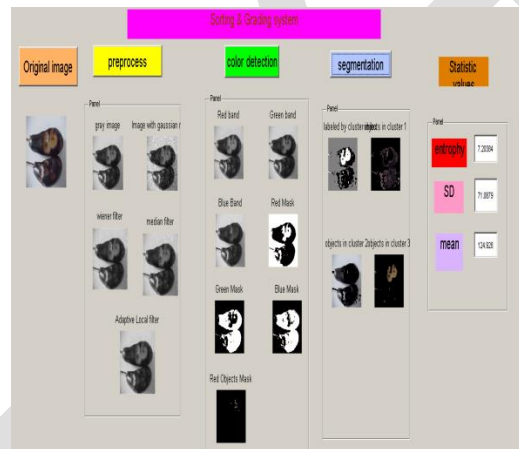 Sorting & Grading system
Original image
preprocess
color detection
segmentation
Statistic
values
Panel
gray image
Image with gaussian
wiener filter
median filter
Adaptive Local filter
Panel
Red band
Green band
Blue Band
Red Mask
Green Mask
Blue Mask
Red Objects Mask
Panel
labeled by cluster
objects in cluster 1
objects in cluster 2
objects in cluster 3
Panel
entrophy
7.20384
SD
71.0875
mean
124.928